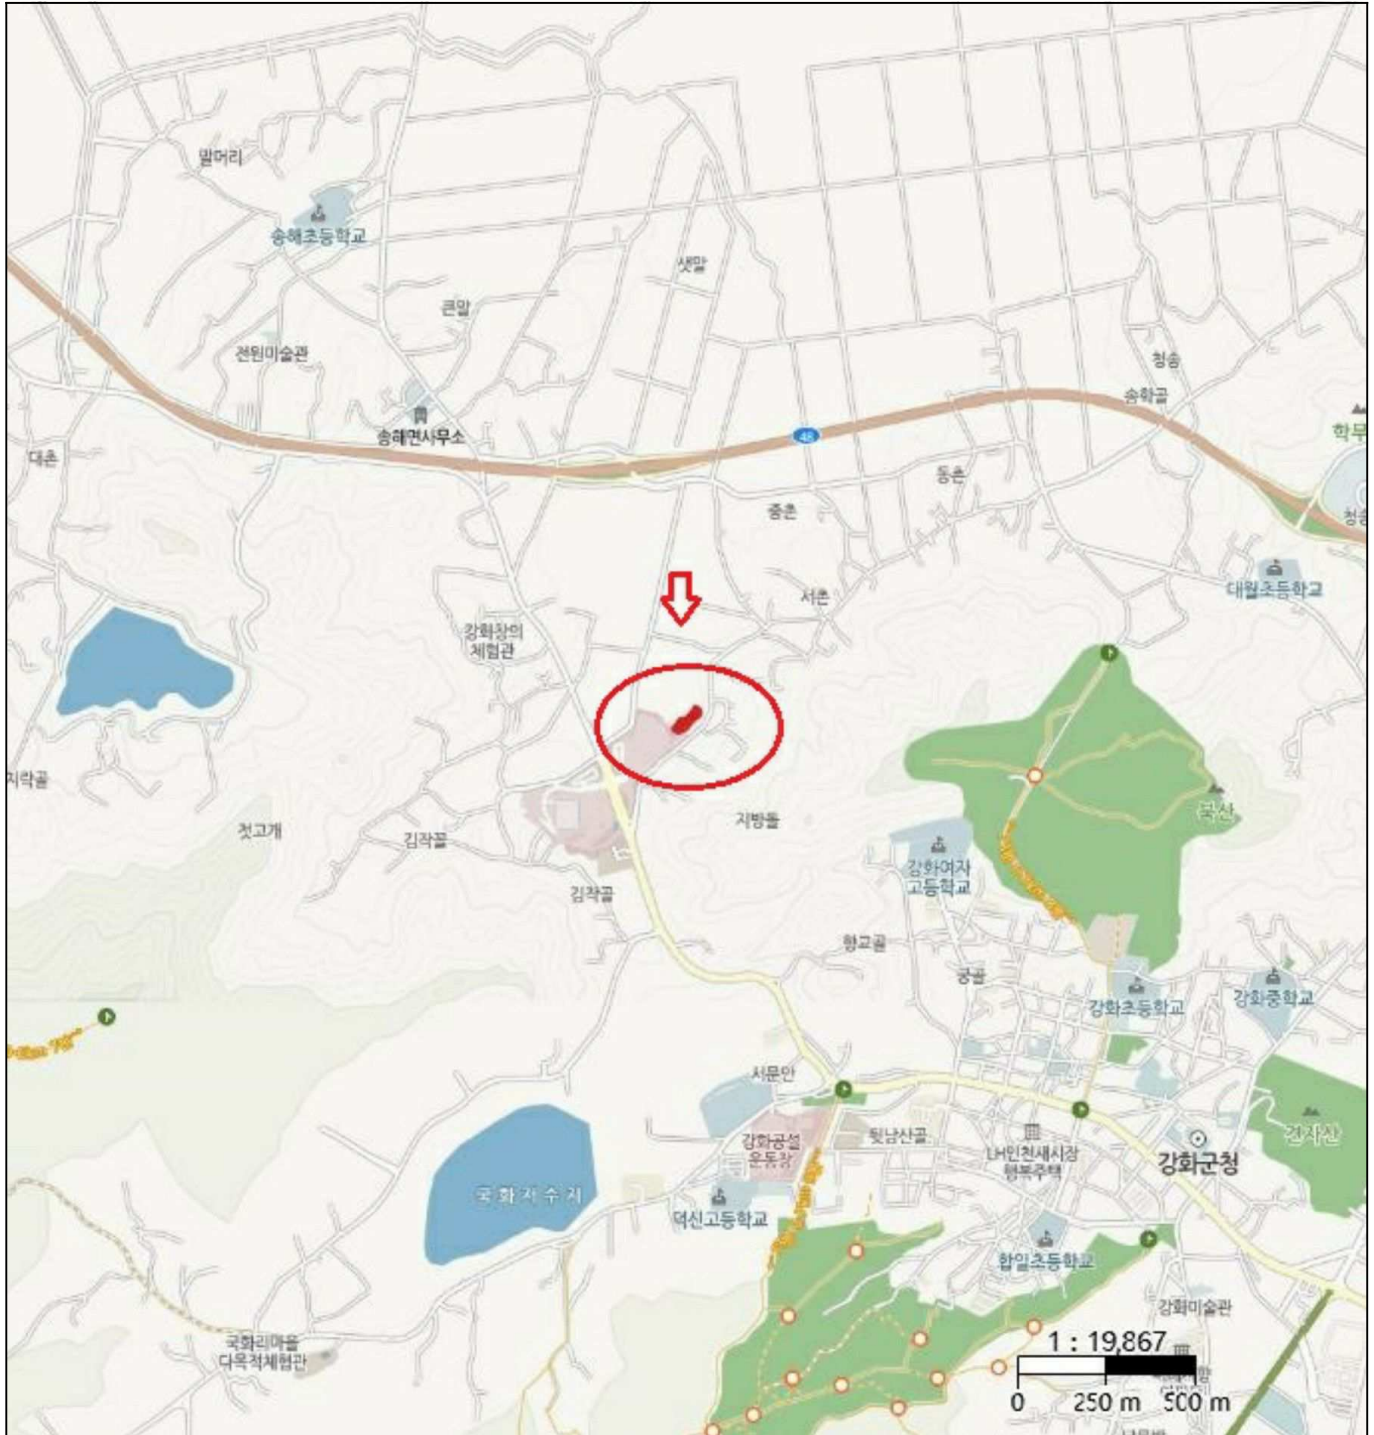 말머리
송해초등학교
샛말
큰말
전원미술관
청송
송학골
송해면사무소
48
학무
대촌
동촌
중촌
청송
대월초등학교
서촌
강화창의
체험관
지락골
북산
지방돌
첫고개
김작꼴
강화여자
고등학교
김작골
향교골
궁골
강화초등학교
강화중학교
서문안
뒷남산골
강화공설
운동장
LH인천새시장
행복주택
강화군청
견자산
국화저수지
덕신고등학교
합일초등학교
강화미술관
국화리마을
다목적체험관
1 : 19,867
0 250 m 500 m